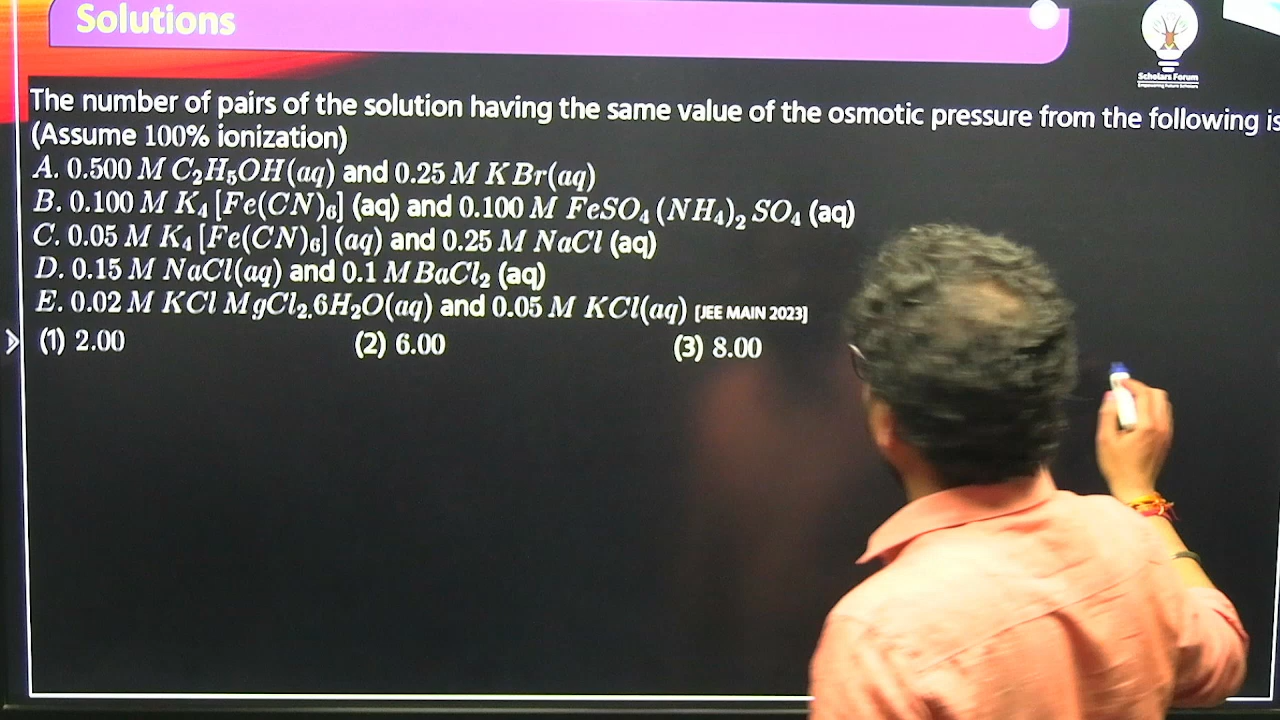 Solutions
Scholars Forum
The number of pairs of the solution having the same value of the osmotic pressure from the following is
(Assume 100% ionization)
A. 0.500 M C₂H₅OH(aq) and 0.25 M KBr(aq)
B. 0.100 M K₄[Fe(CN)₆] (aq) and 0.100 M FeSO₄(NH₄)₂SO₄ (aq)
C. 0.05 M K₄[Fe(CN)₆](aq) and 0.25 M NaCl (aq)
D. 0.15 M NaCl(aq) and 0.1 M BaCl₂ (aq)
E. 0.02 M KCl MgCl₂.6H₂O(aq) and 0.05 M KCl(aq) [JEE MAIN 2023]
(1) 2.00 (2) 6.00 (3) 8.00